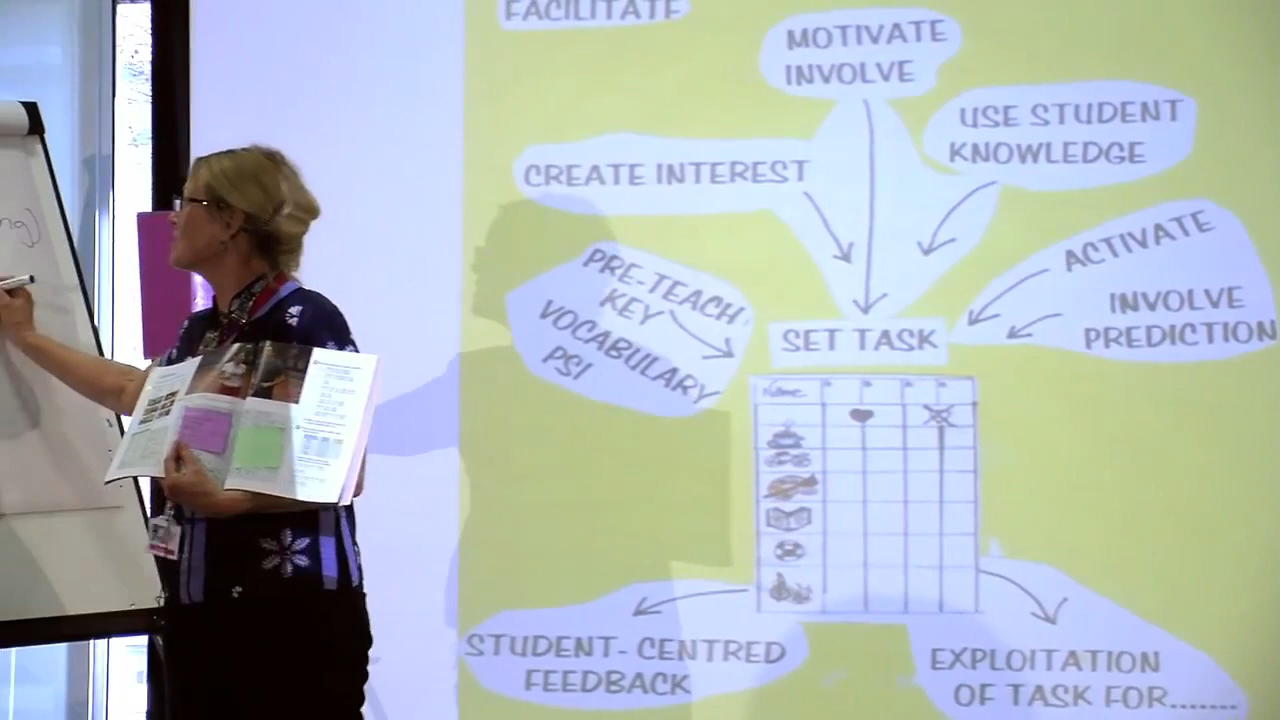 FACILITATE
MOTIVATE
INVOLVE
USE STUDENT
KNOWLEDGE
CREATE INTEREST
ACTIVATE
INVOLVE
PREDICTION
PRE-TEACH
KEY
VOCABULARY
PSI
SET TASK
Name
STUDENT-CENTRED
FEEDBACK
EXPLOITATION
OF TASK FOR.......
ng)